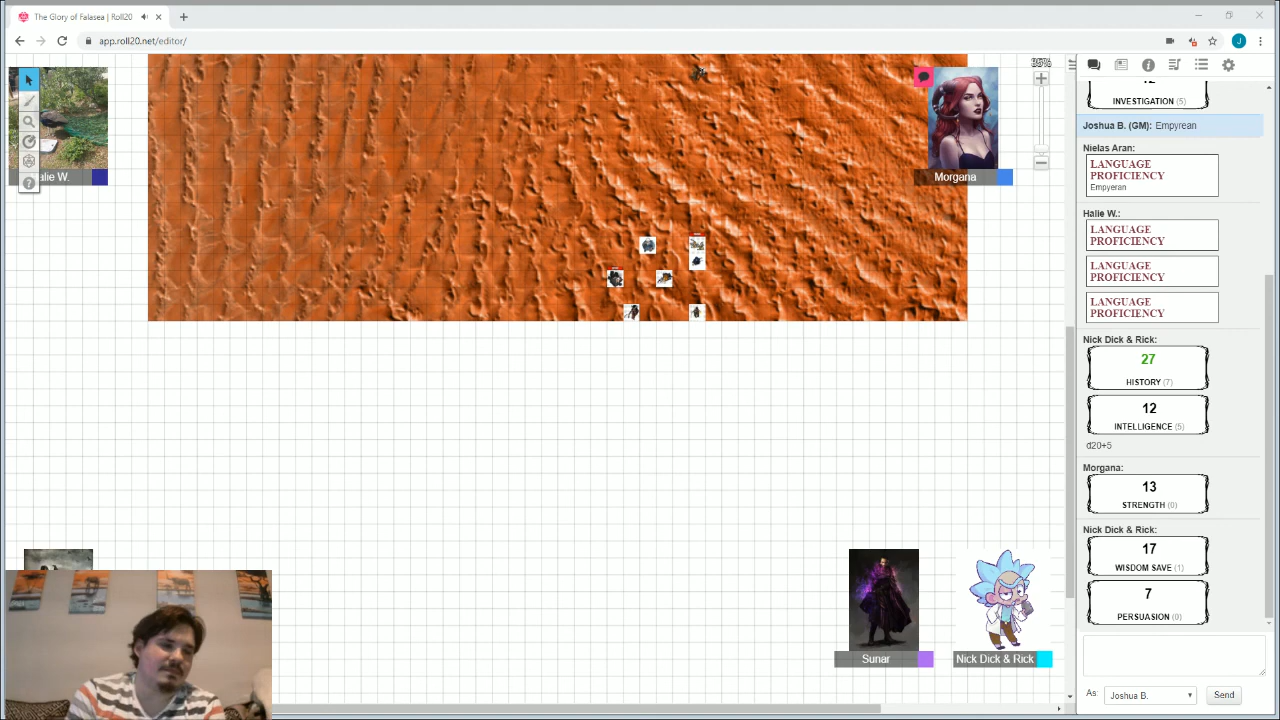 The Glory of Falasea | Roll20
app.roll20.net/editor/
85%
INVESTIGATION (5)
Joshua B. (GM): Empyrean
Nielas Aran:
LANGUAGE
PROFICIENCY
Empyeran
Halie W.:
LANGUAGE
PROFICIENCY
LANGUAGE
PROFICIENCY
LANGUAGE
PROFICIENCY
Nick Dick & Rick:
27
HISTORY (7)
12
INTELLIGENCE (5)
d20+5
Morgana:
13
STRENGTH (0)
Nick Dick & Rick:
17
WISDOM SAVE (1)
7
PERSUASION (0)
As: Joshua B.
Send
alie W.
Morgana
Sunar
Nick Dick & Rick
J